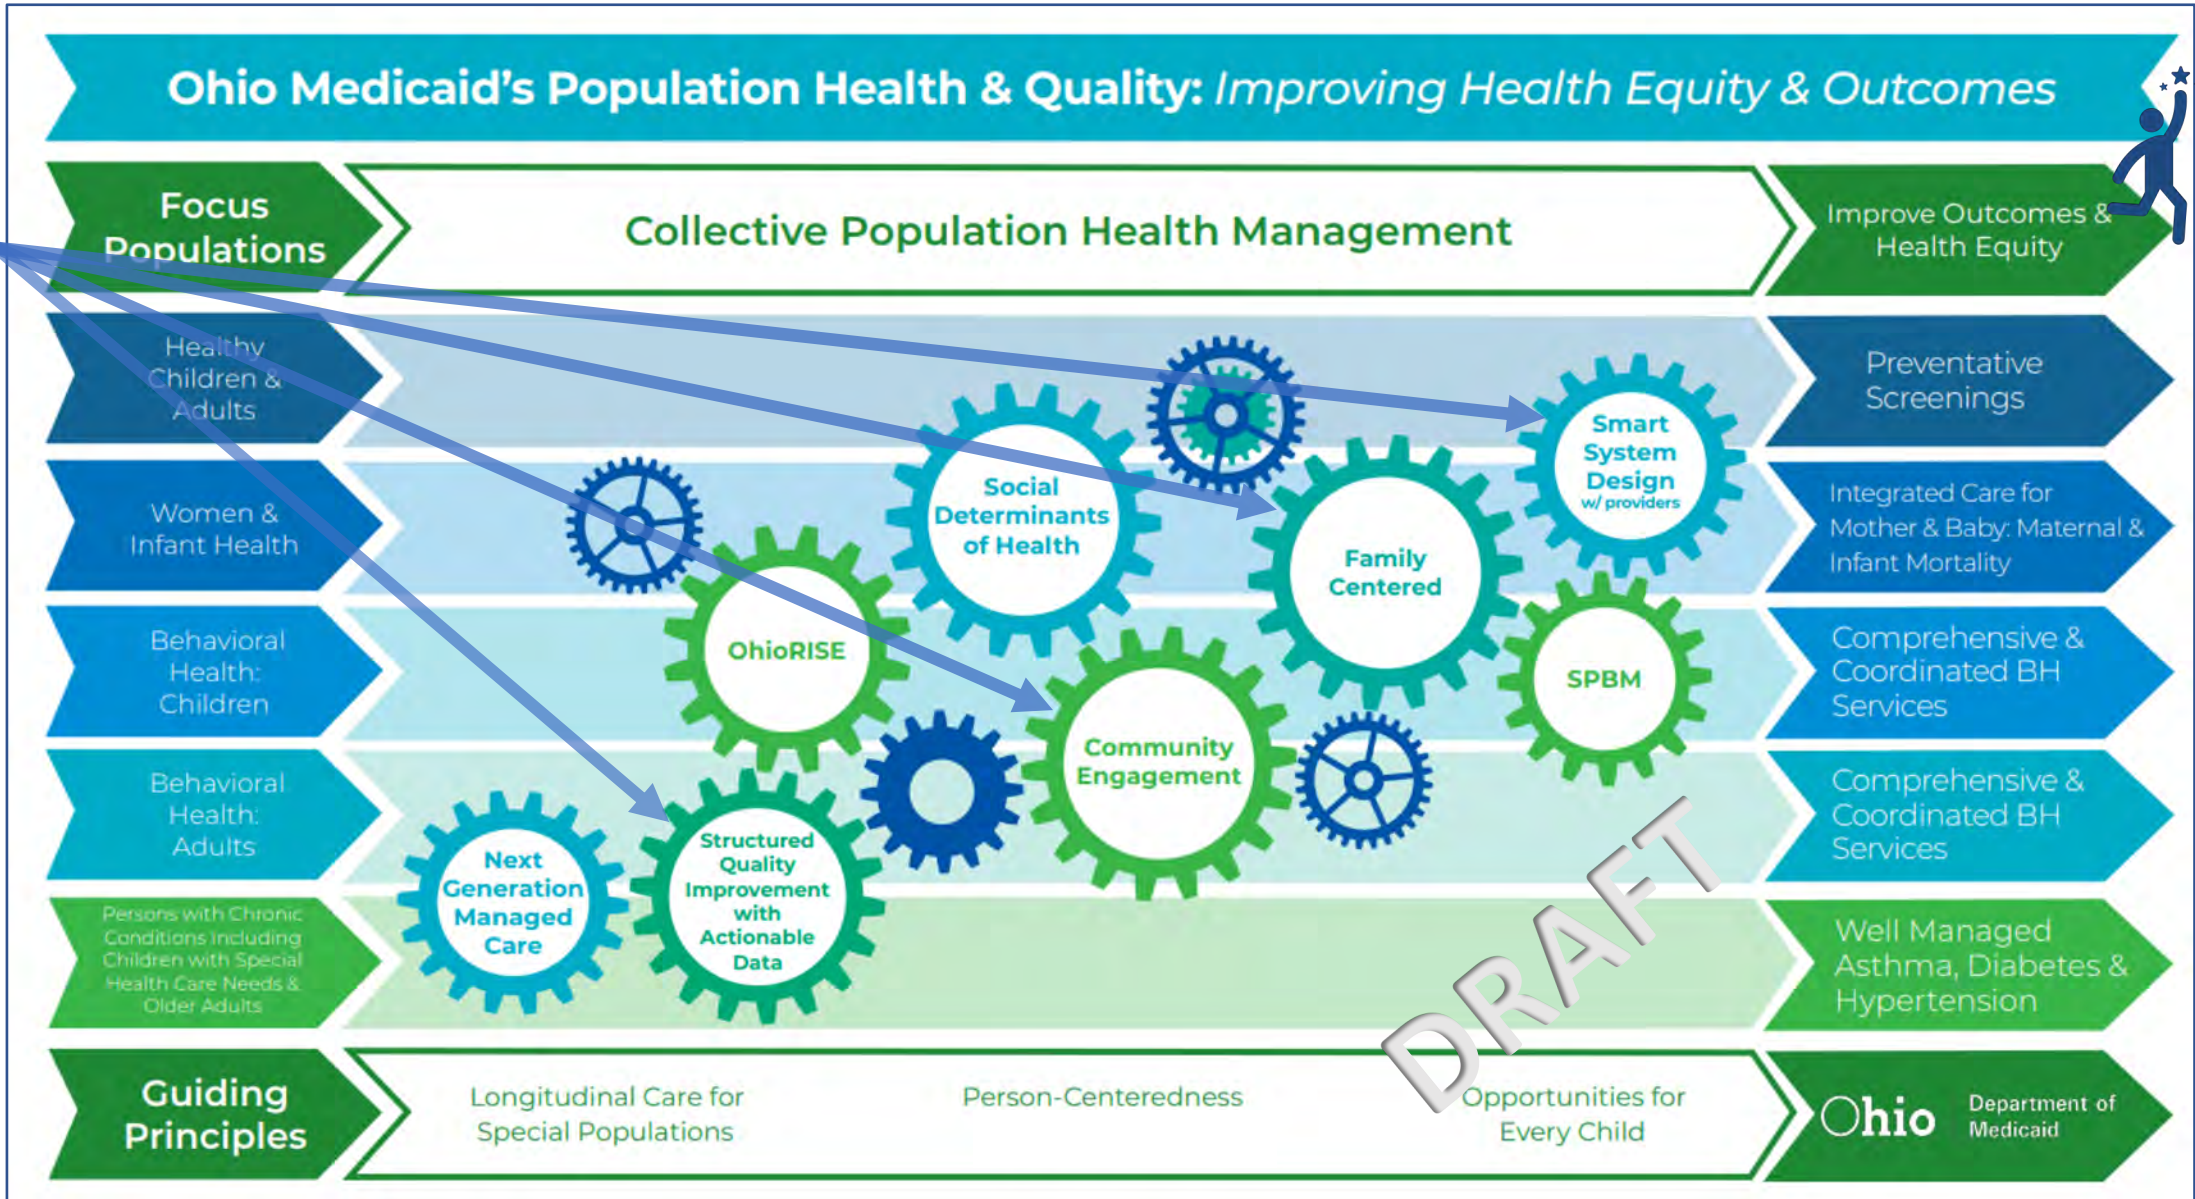 Ohio Medicaid's Population Health & Quality: Improving Health Equity & Outcomes
Focus
Populations
Collective Population Health Management
Improve Outcomes &
Health Equity
Healthy
Children &
Adults
Preventative
Screenings
Women &
Infant Health
Integrated Care for
Mother & Baby: Maternal &
Infant Mortality
Behavioral
Health:
Children
Comprehensive &
Coordinated BH
Services
Behavioral
Health:
Adults
Comprehensive &
Coordinated BH
Services
Persons with Chronic
Conditions Including
Children with Special
Health Care Needs &
Older Adults
Well Managed
Asthma, Diabetes &
Hypertension
Next
Generation
Managed
Care
Structured
Quality
Improvement
with
Actionable
Data
OhioRISE
Social
Determinants
of Health
Community
Engagement
Family
Centered
Smart
System
Design
w/ providers
SPBM
DRAFT
Guiding
Principles
Longitudinal Care for
Special Populations
Person-Centeredness
Opportunities for
Every Child
Ohio
Department of
Medicaid